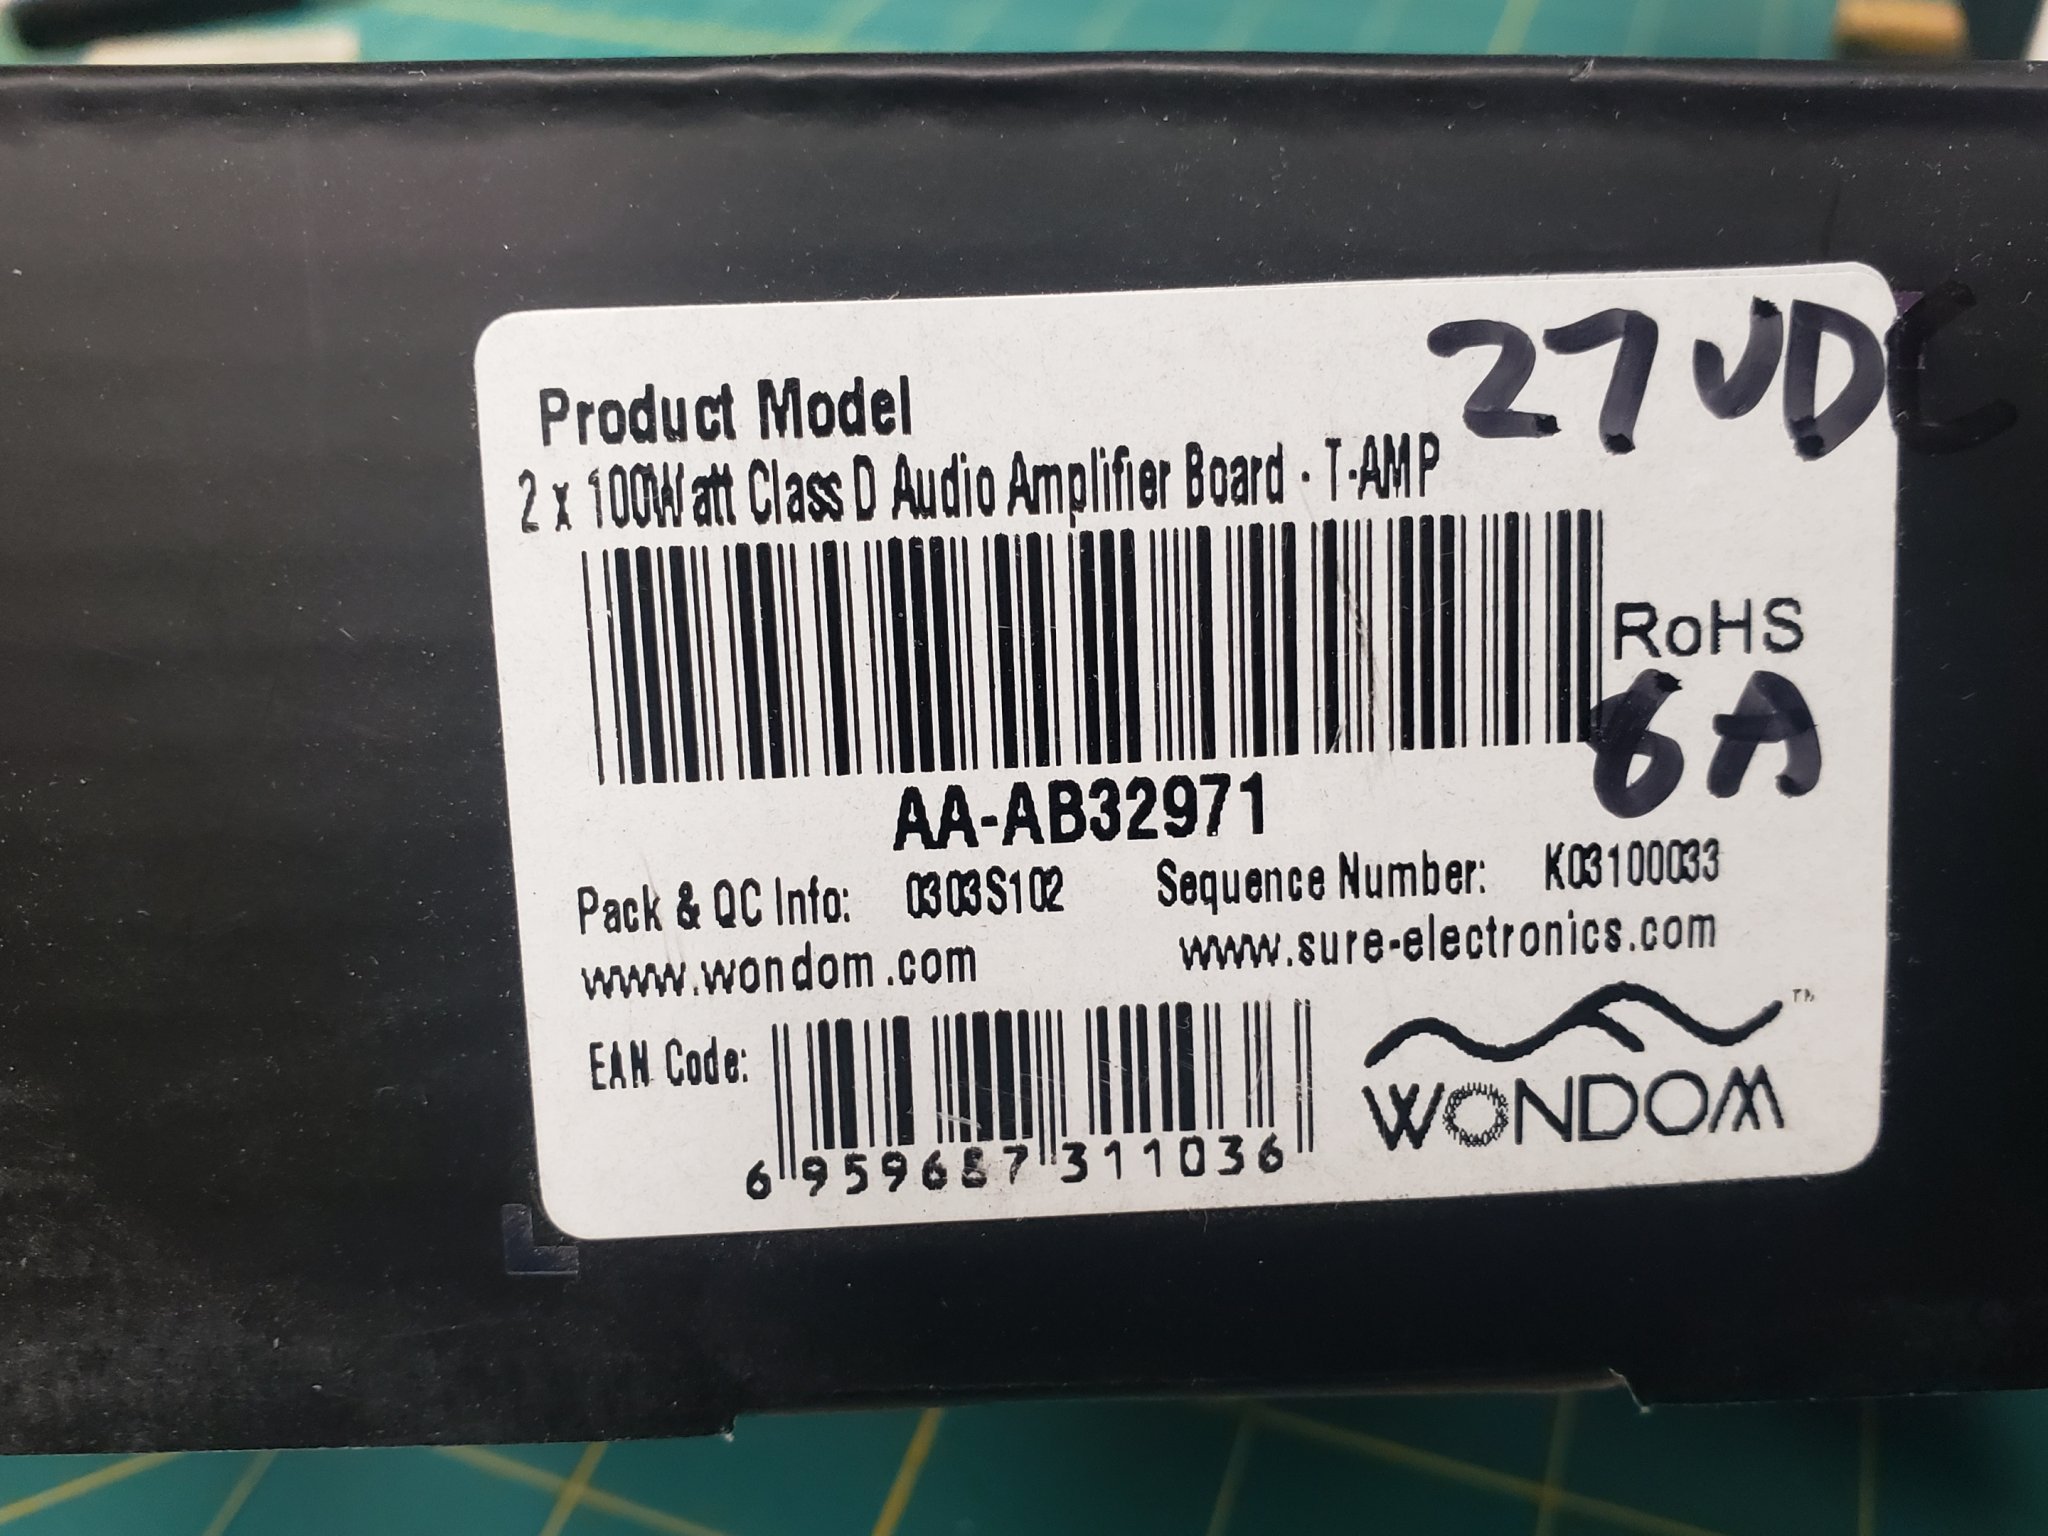 27VDC
Product Model
2 x 100Watt Class D Audio Amplifier Board - T-AMP
RoHS
6A
AA-AB32971
Pack & QC Info: 0303S102 Sequence Number: K03100033
www.wondom.com www.sure-electronics.com
EAN Code:
6 959687 311036
WONDOM TM